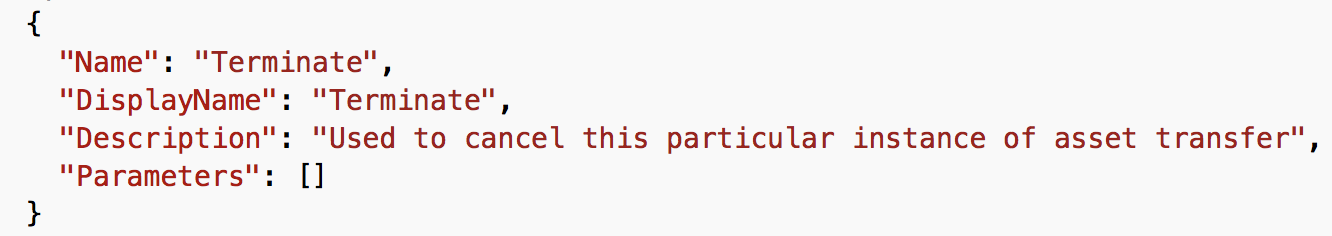 {
  "Name": "Terminate",
  "DisplayName": "Terminate",
  "Description": "Used to cancel this particular instance of asset transfer",
  "Parameters": []
}